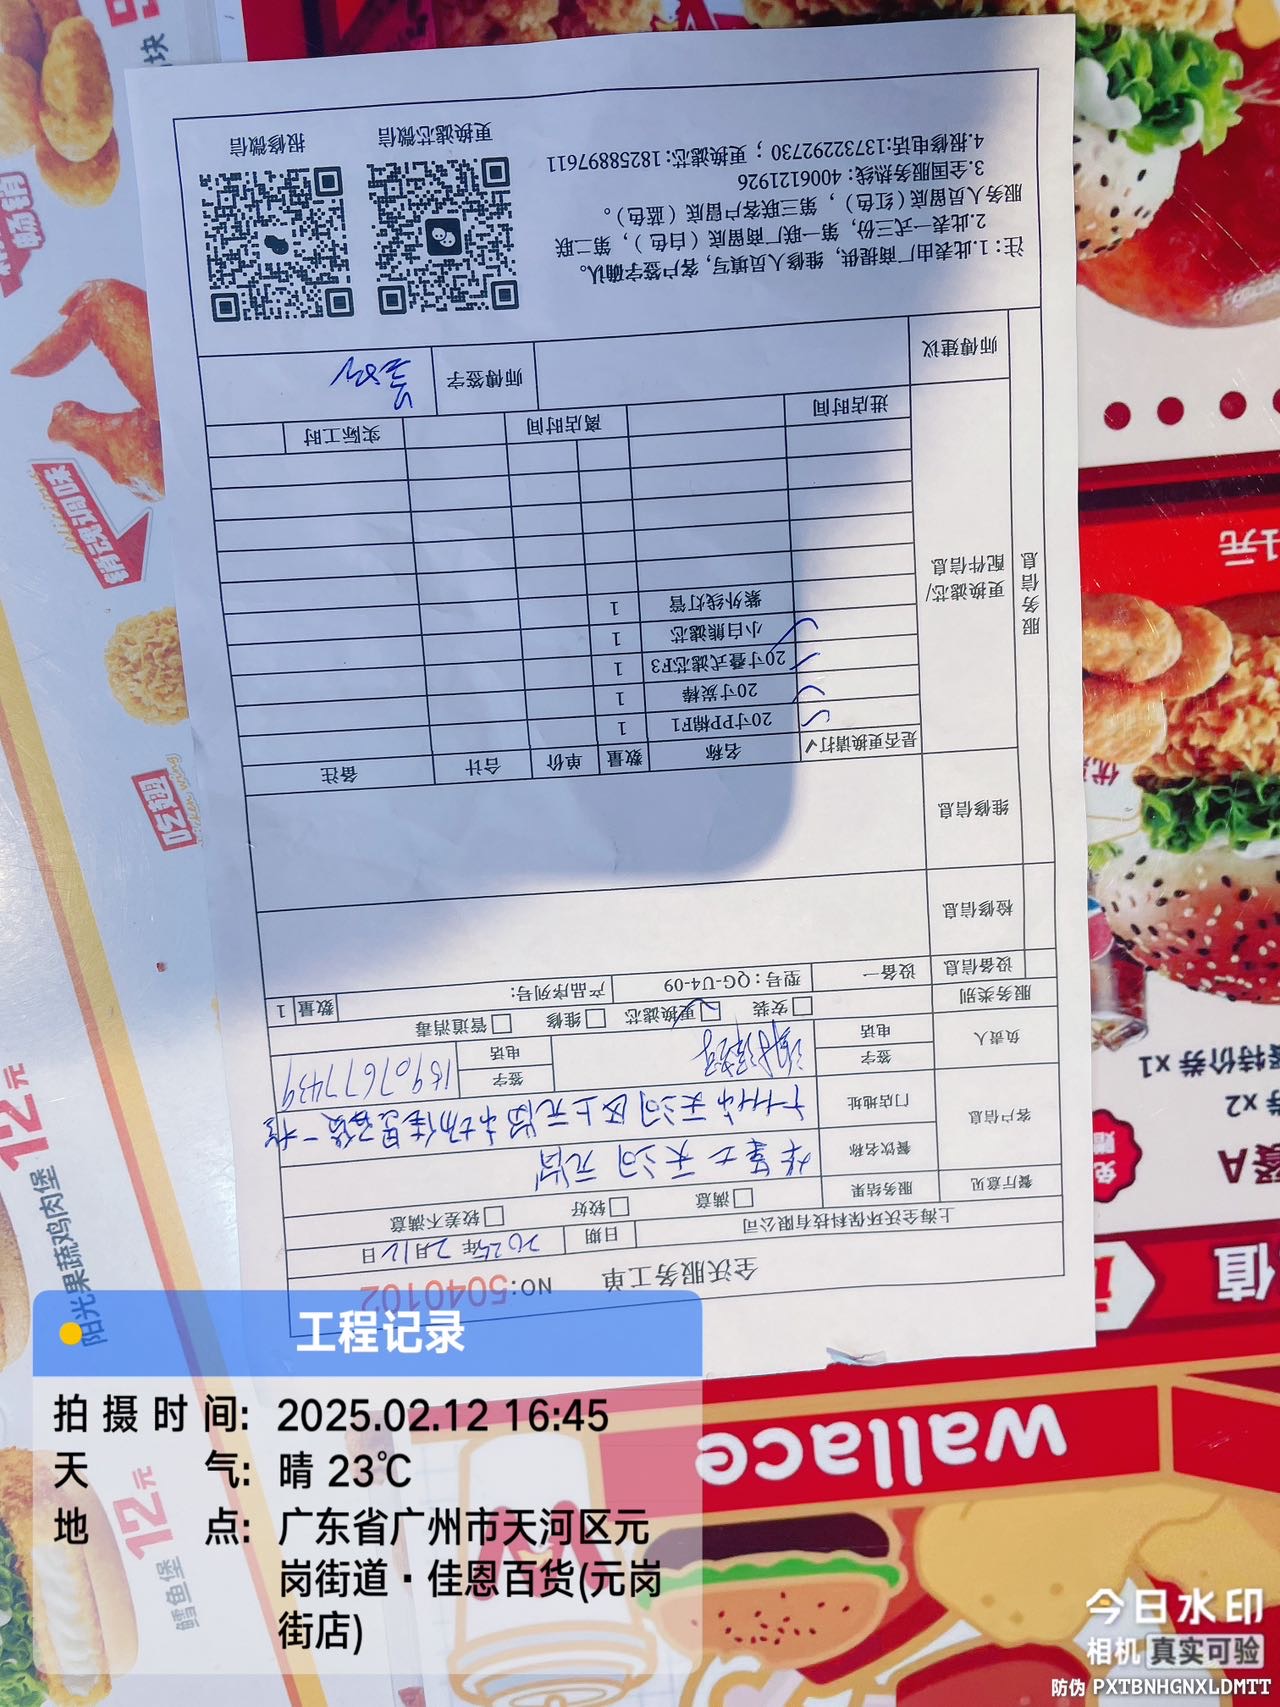 全沃服务工单
NO:5040102
上海全沃环保科技有限公司
日期
2025年2月12日
餐厅意见
服务结果
满意
较好
较差不满意
客户信息
餐饮名称
华莱士天河元岗
门店地址
广州市天河区上元岗
负责人
签字
电话
签字
电话
15907677439
服务类别
安装
更换滤芯
维修
管道消毒
设备信息
设备一
型号:QG-U4-09
产品序列号:
数量
1
服务信息
检修信息
维修信息
更换滤芯/配件信息
是否更换请打√
名称
数量
单价
合计
备注
✓ 20寸PP棉F1 1
✓ 20寸炭棒 1
✓ 20寸叠式滤芯F3 1
✓ 小白熊滤芯 1
紫外线灯管 1
进店时间
离店时间
实际工时
师傅建议
师傅签字
注:1.此表由厂商提供,维修人员填写,客户签字确认。
2.此表一式三份,第一联厂商留底(白色),第二联
服务人员留底(红色),第三联客户留底(蓝色)。
3.全国服务热线:4006121926
4.报修电话:13732292730;更换滤芯:18258897611
更换滤芯微信
报修微信
wallace
阳光果蔬鸡肉堡
12元
鳕鱼堡
12元
工程记录
拍摄时间: 2025.02.12 16:45
天气: 晴 23℃
地点: 广东省广州市天河区元
岗街道·佳恩百货(元岗
街店)
今日水印
相机 真实可验
防伪 PXTBNHGNXLDMTT